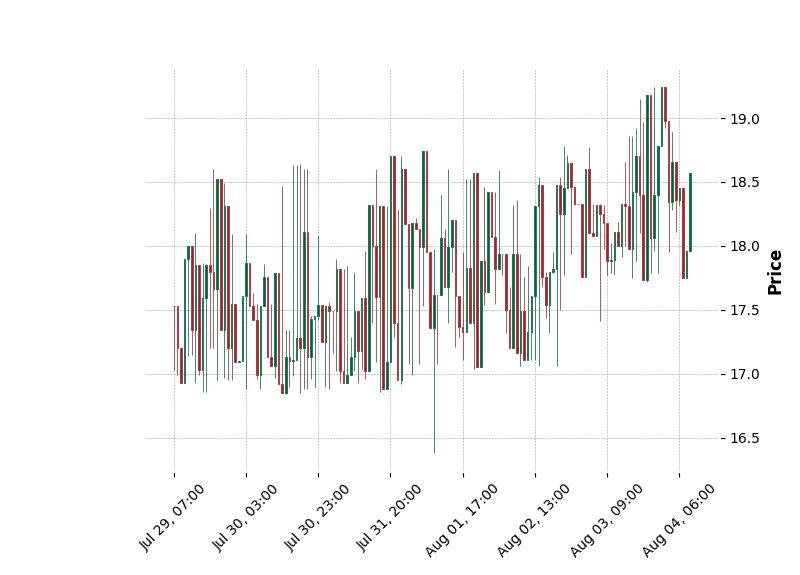 19.0
18.5
18.0
17.5
17.0
16.5
Price
Jul 29, 07:00
Jul 30, 03:00
Jul 30, 23:00
Jul 31, 20:00
Aug 01, 17:00
Aug 02, 13:00
Aug 03, 09:00
Aug 04, 06:00